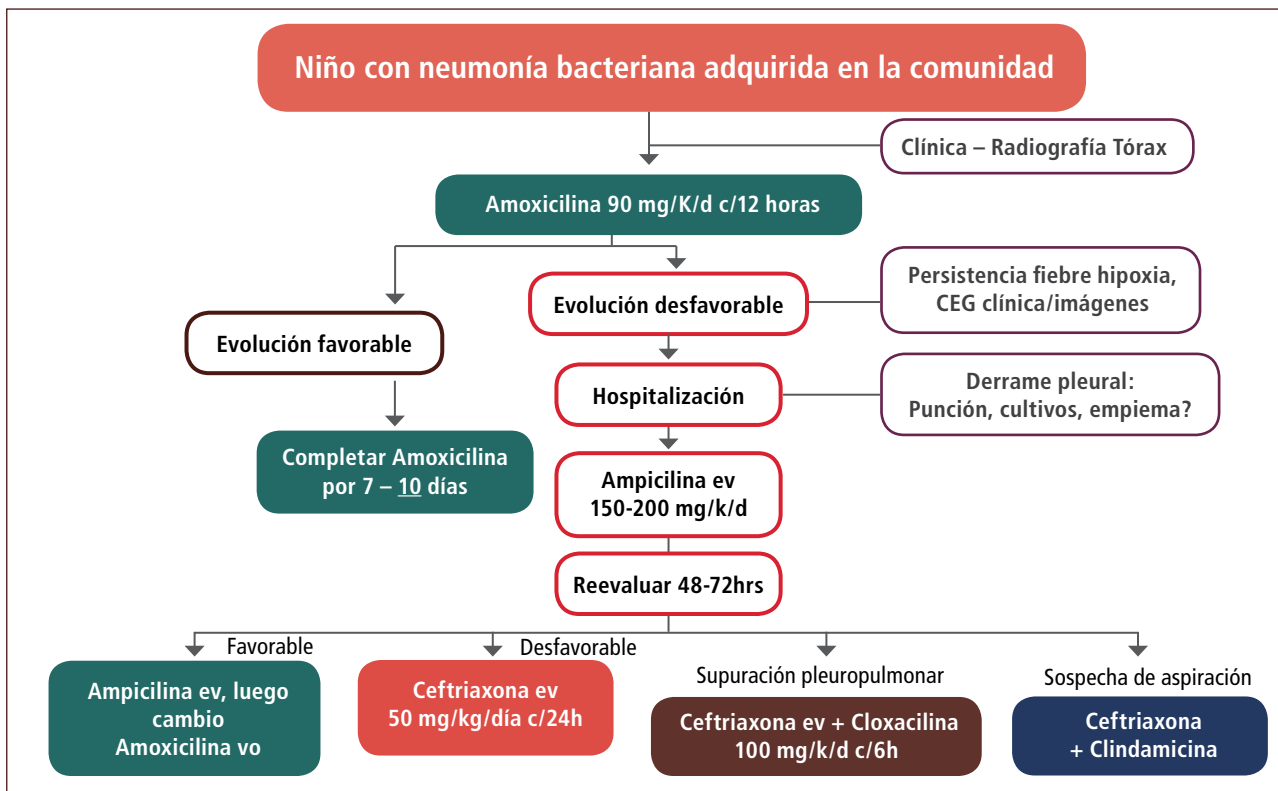 Niño con neumonía bacteriana adquirida en la comunidad
Clínica – Radiografía Tórax
Amoxicilina 90 mg/K/d c/12 horas
Persistencia fiebre hipoxia,
CEG clínica/imágenes
Evolución desfavorable
Evolución favorable
Hospitalización
Derrame pleural:
Punción, cultivos, empiema?
Completar Amoxicilina
por 7 – 10 días
Ampicilina ev
150-200 mg/k/d
Reevaluar 48-72hrs
Favorable
Desfavorable
Supuración pleuropulmonar
Sospecha de aspiración
Ampicilina ev, luego
cambio
Amoxicilina vo
Ceftriaxona ev
50 mg/kg/día c/24h
Ceftriaxona ev + Cloxacilina
100 mg/k/d c/6h
Ceftriaxona
+ Clindamicina